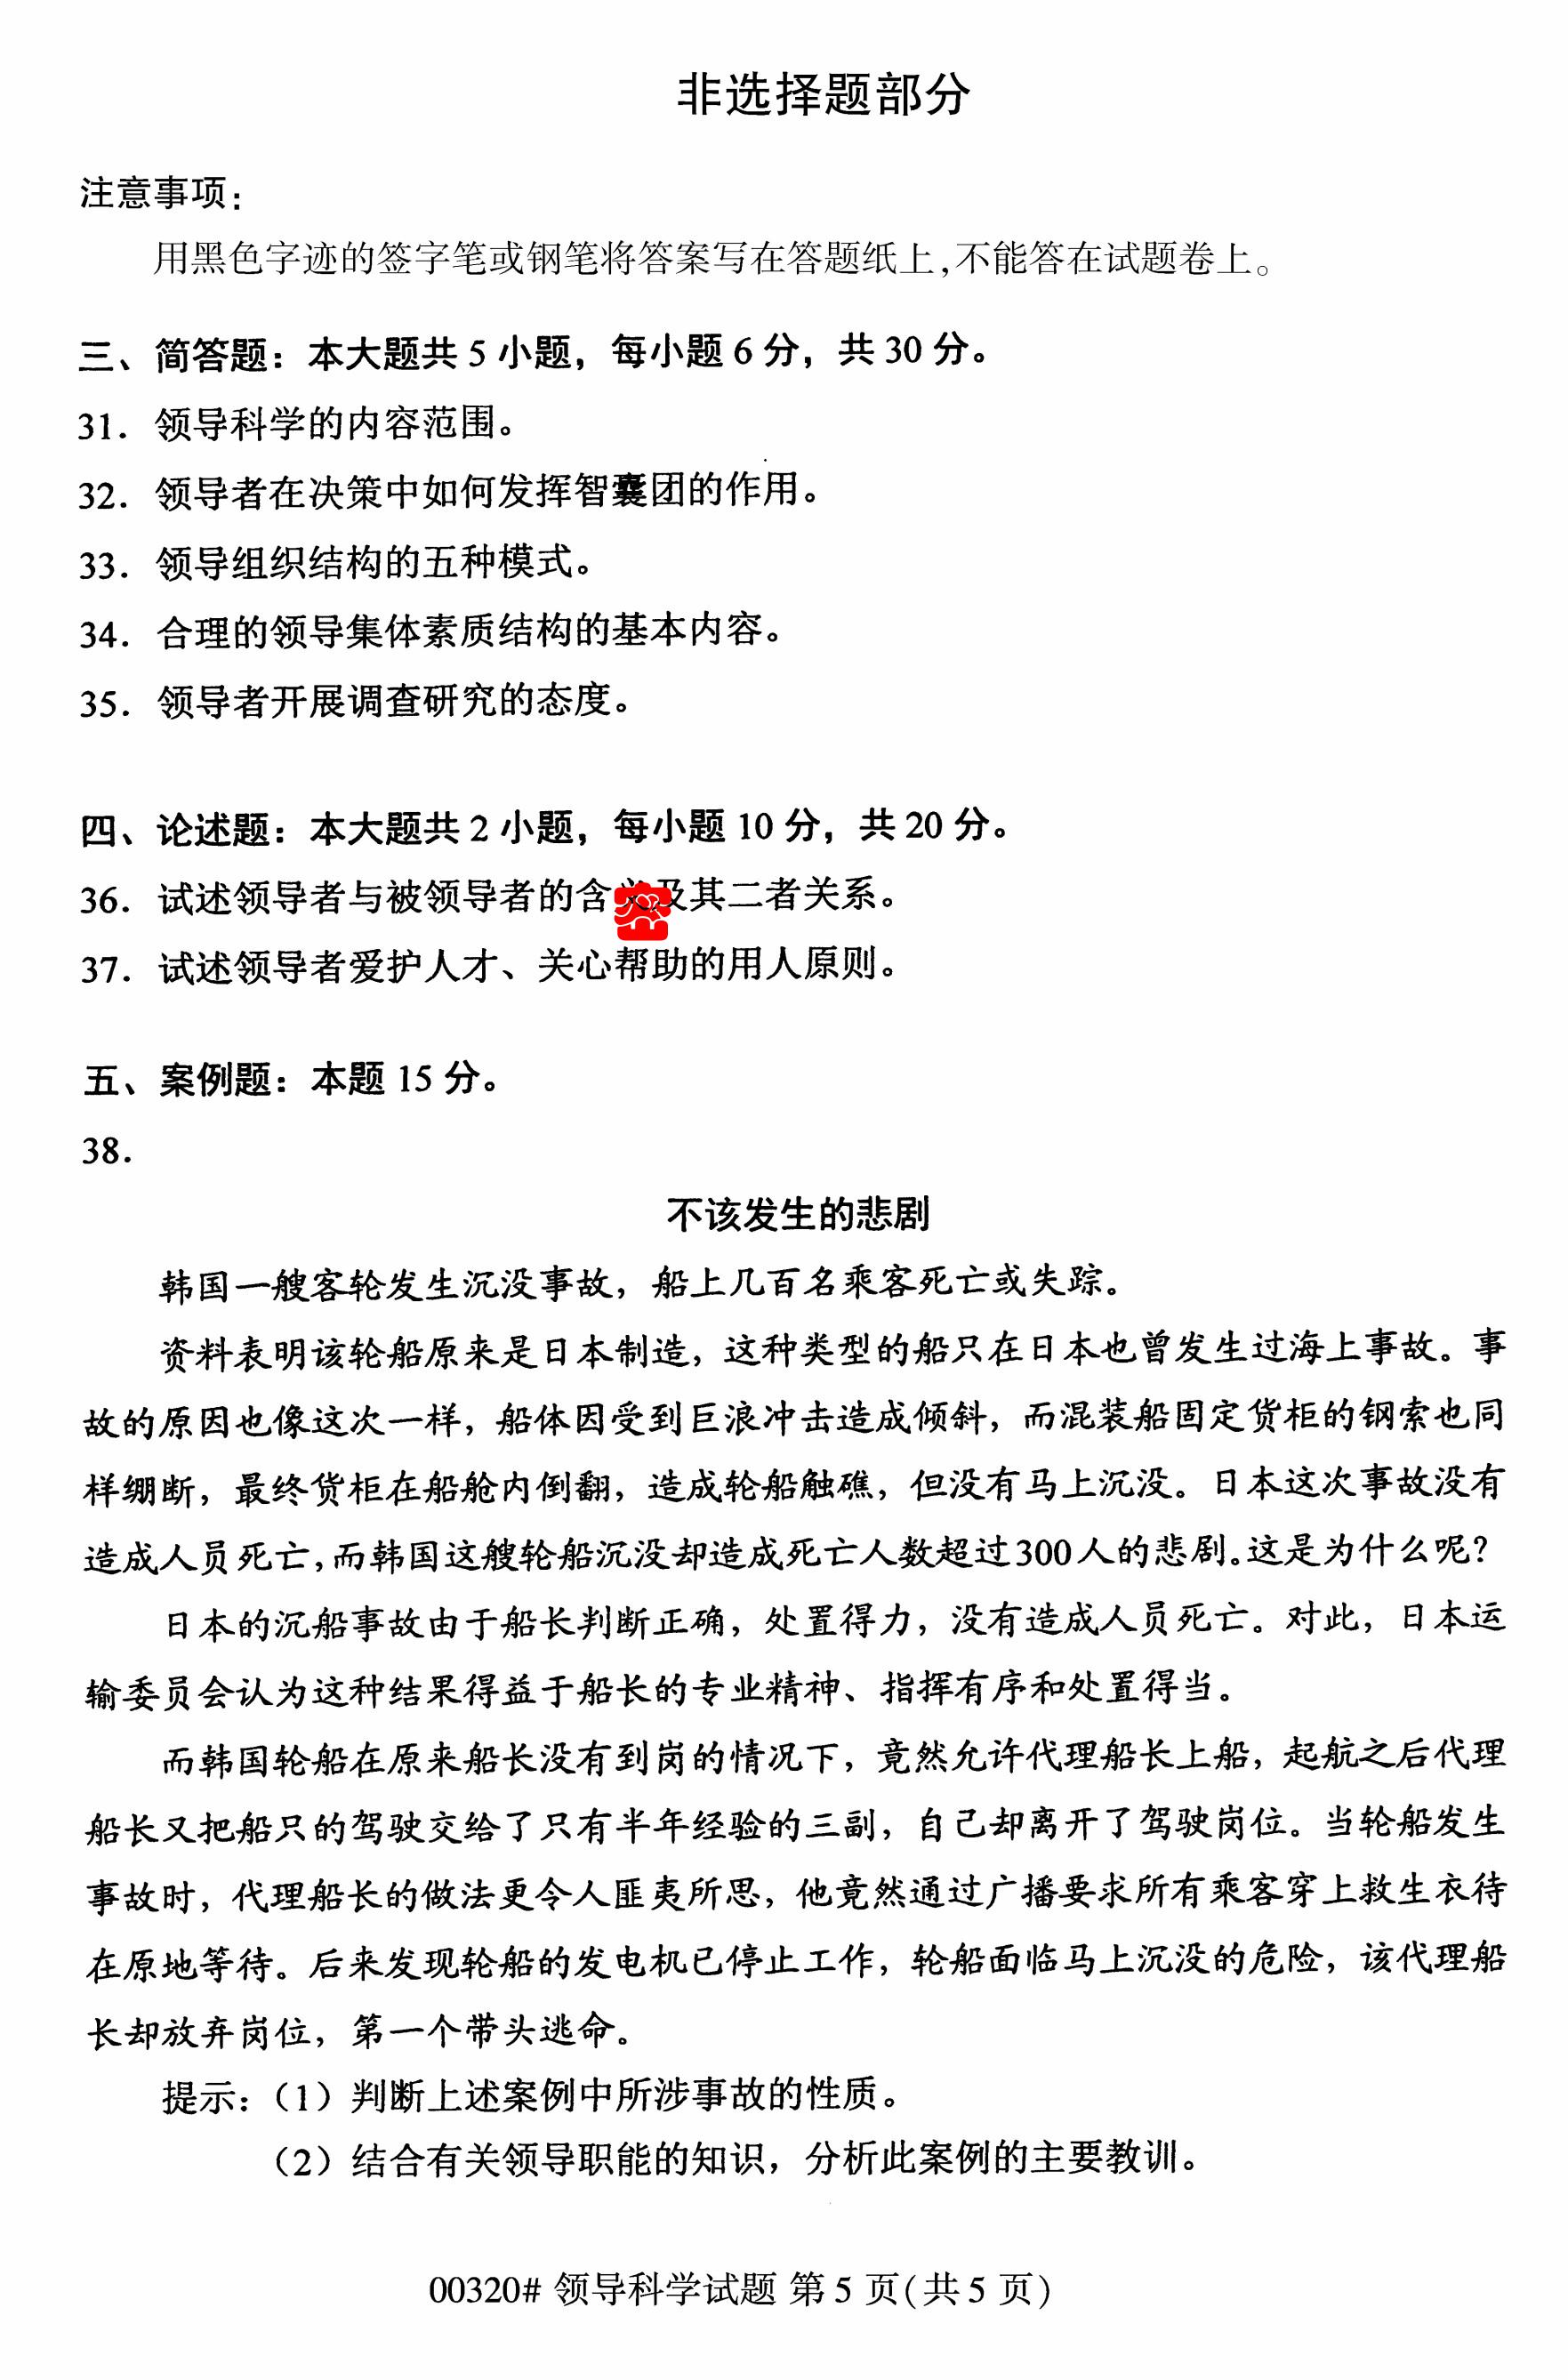 非选择题部分
注意事项：
用黑色字迹的签字笔或钢笔将答案写在答题纸上,不能答在试题卷上。
三、简答题：本大题共 5 小题，每小题 6 分，共 30 分。
31．领导科学的内容范围。
32．领导者在决策中如何发挥智囊团的作用。
33．领导组织结构的五种模式。
34．合理的领导集体素质结构的基本内容。
35．领导者开展调查研究的态度。
四、论述题：本大题共 2 小题，每小题 10 分，共 20 分。
36．试述领导者与被领导者的含义及其二者关系。
37．试述领导者爱护人才、关心帮助的用人原则。
五、案例题：本题 15 分。
38．
不该发生的悲剧
韩国一艘客轮发生沉没事故，船上几百名乘客死亡或失踪。
资料表明该轮船原来是日本制造，这种类型的船只在日本也曾发生过海上事故。事
故的原因也像这次一样，船体因受到巨浪冲击造成倾斜，而混装船固定货柜的钢索也同
样绷断，最终货柜在船舱内倒翻，造成轮船触礁，但没有马上沉没。日本这次事故没有
造成人员死亡,而韩国这艘轮船沉没却造成死亡人数超过300人的悲剧。这是为什么呢？
日本的沉船事故由于船长判断正确，处置得力，没有造成人员死亡。对此，日本运
输委员会认为这种结果得益于船长的专业精神、指挥有序和处置得当。
而韩国轮船在原来船长没有到岗的情况下，竟然允许代理船长上船，起航之后代理
船长又把船只的驾驶交给了只有半年经验的三副，自己却离开了驾驶岗位。当轮船发生
事故时，代理船长的做法更令人匪夷所思，他竟然通过广播要求所有乘客穿上救生衣待
在原地等待。后来发现轮船的发电机已停止工作，轮船面临马上沉没的危险，该代理船
长却放弃岗位，第一个带头逃命。
提示：（1）判断上述案例中所涉事故的性质。
（2）结合有关领导职能的知识，分析此案例的主要教训。
00320# 领导科学试题 第 5 页(共 5 页)